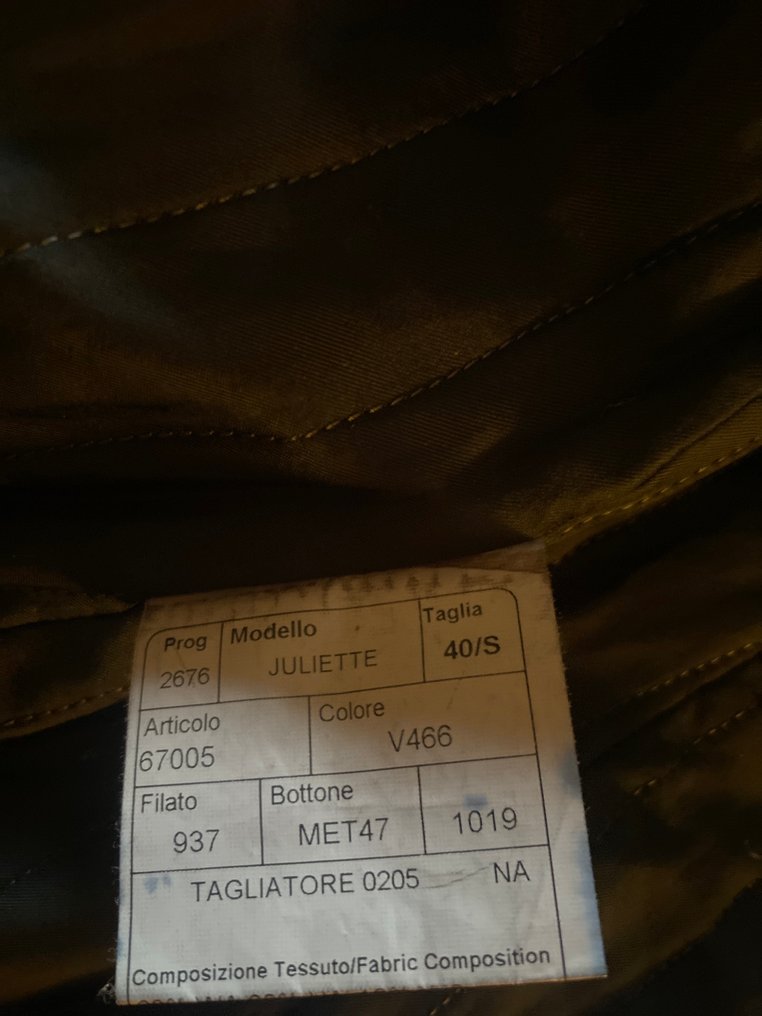 Prog Modello Taglia
2676 JULIETTE 40/S
Articolo Colore
67005 V466
Filato Bottone
937 MET47 1019
TAGLIATORE 0205 NA
Composizione Tessuto/Fabric Composition